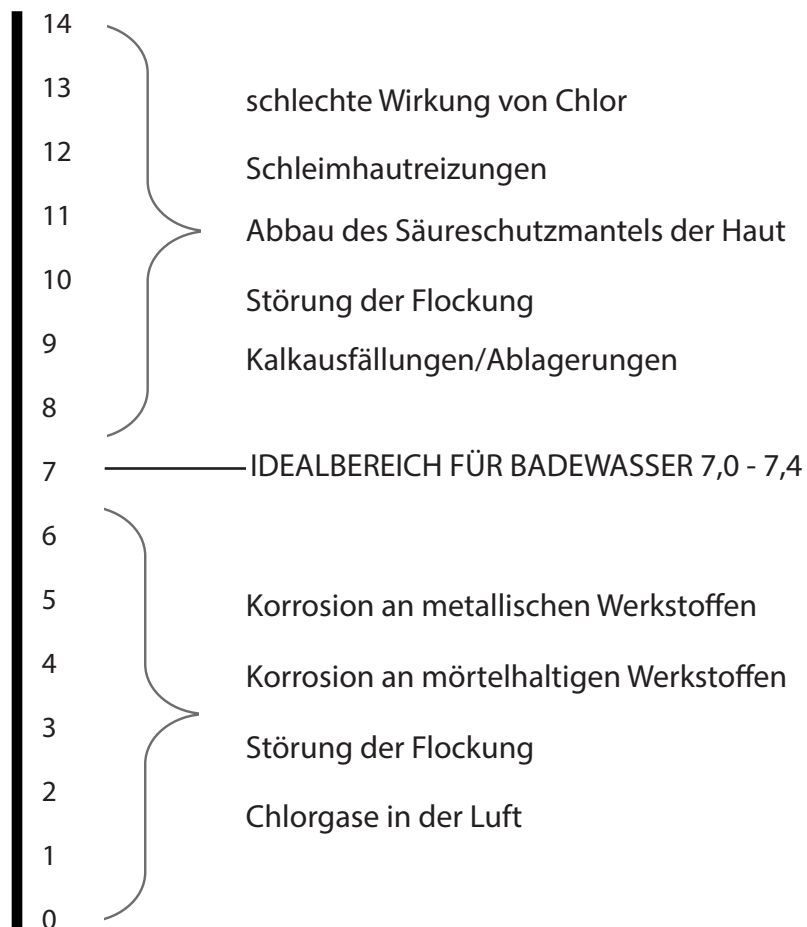 14
13
schlechte Wirkung von Chlor
12
Schleimhautreizungen
11
Abbau des Säureschutzmantels der Haut
10
Störung der Flockung
9
Kalkausfällungen/Ablagerungen
8
7
IDEALBEREICH FÜR BADEWASSER 7,0 - 7,4
6
5
Korrosion an metallischen Werkstoffen
4
Korrosion an mörtelhaltigen Werkstoffen
3
Störung der Flockung
2
Chlorgase in der Luft
1
0